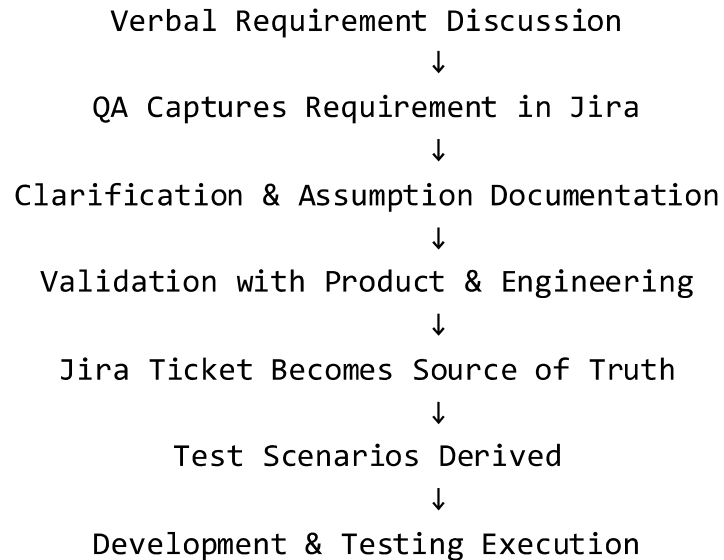 Verbal Requirement Discussion
↓
QA Captures Requirement in Jira
↓
Clarification & Assumption Documentation
↓
Validation with Product & Engineering
↓
Jira Ticket Becomes Source of Truth
↓
Test Scenarios Derived
↓
Development & Testing Execution